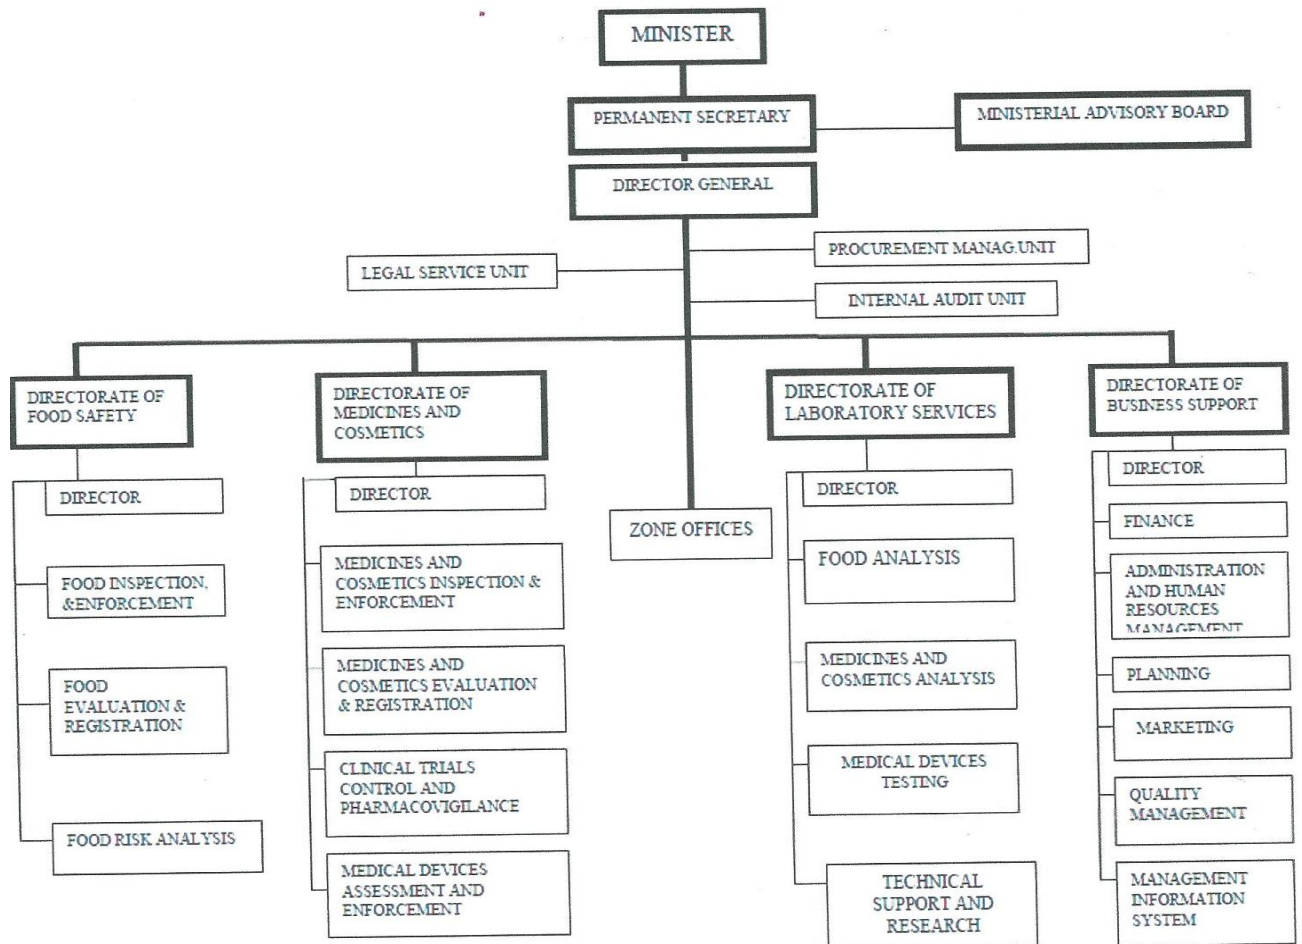 MINISTER
PERMANENT SECRETARY
MINISTERIAL ADVISORY BOARD
DIRECTOR GENERAL
LEGAL SERVICE UNIT
PROCUREMENT MANAG.UNIT
INTERNAL AUDIT UNIT
DIRECTORATE OF
FOOD SAFETY
DIRECTOR
FOOD INSPECTION,
&ENFORCEMENT
FOOD
EVALUATION &
REGISTRATION
FOOD RISK ANALYSIS
DIRECTORATE OF
MEDICINES AND
COSMETICS
DIRECTOR
MEDICINES AND
COSMETICS INSPECTION &
ENFORCEMENT
MEDICINES AND
COSMETICS EVALUATION
& REGISTRATION
CLINICAL TRIALS
CONTROL AND
PHARMACOVIGILANCE
MEDICAL DEVICES
ASSESSMENT AND
ENFORCEMENT
ZONE OFFICES
DIRECTORATE OF
LABORATORY SERVICES
DIRECTOR
FOOD ANALYSIS
MEDICINES AND
COSMETICS ANALYSIS
MEDICAL DEVICES
TESTING
TECHNICAL
SUPPORT AND
RESEARCH
DIRECTORATE OF
BUSINESS SUPPORT
DIRECTOR
FINANCE
ADMINISTRATION
AND HUMAN
RESOURCES
MANAGEMENT
PLANNING
MARKETING
QUALITY
MANAGEMENT
MANAGEMENT
INFORMATION
SYSTEM